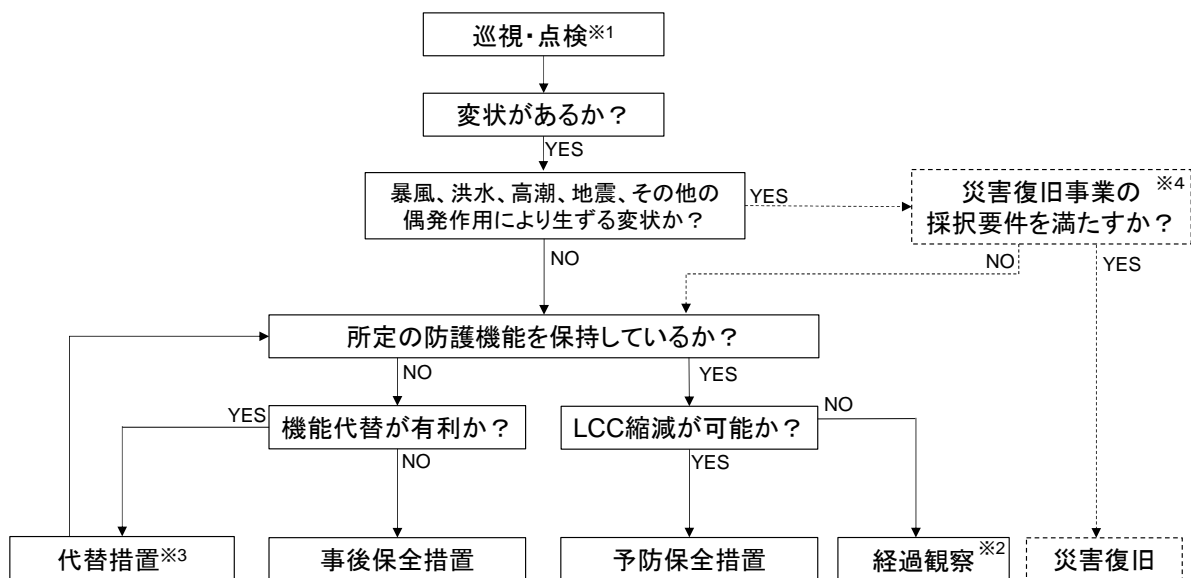 巡視・点検※1
変状があるか？
YES
暴風、洪水、高潮、地震、その他の
偶発作用により生ずる変状か？
YES
災害復旧事業の※4
採択要件を満たすか？
NO
NO
YES
所定の防護機能を保持しているか？
NO
YES
YES
機能代替が有利か？
LCC縮減が可能か？
NO
NO
YES
代替措置※3
事後保全措置
予防保全措置
経過観察※2
災害復旧